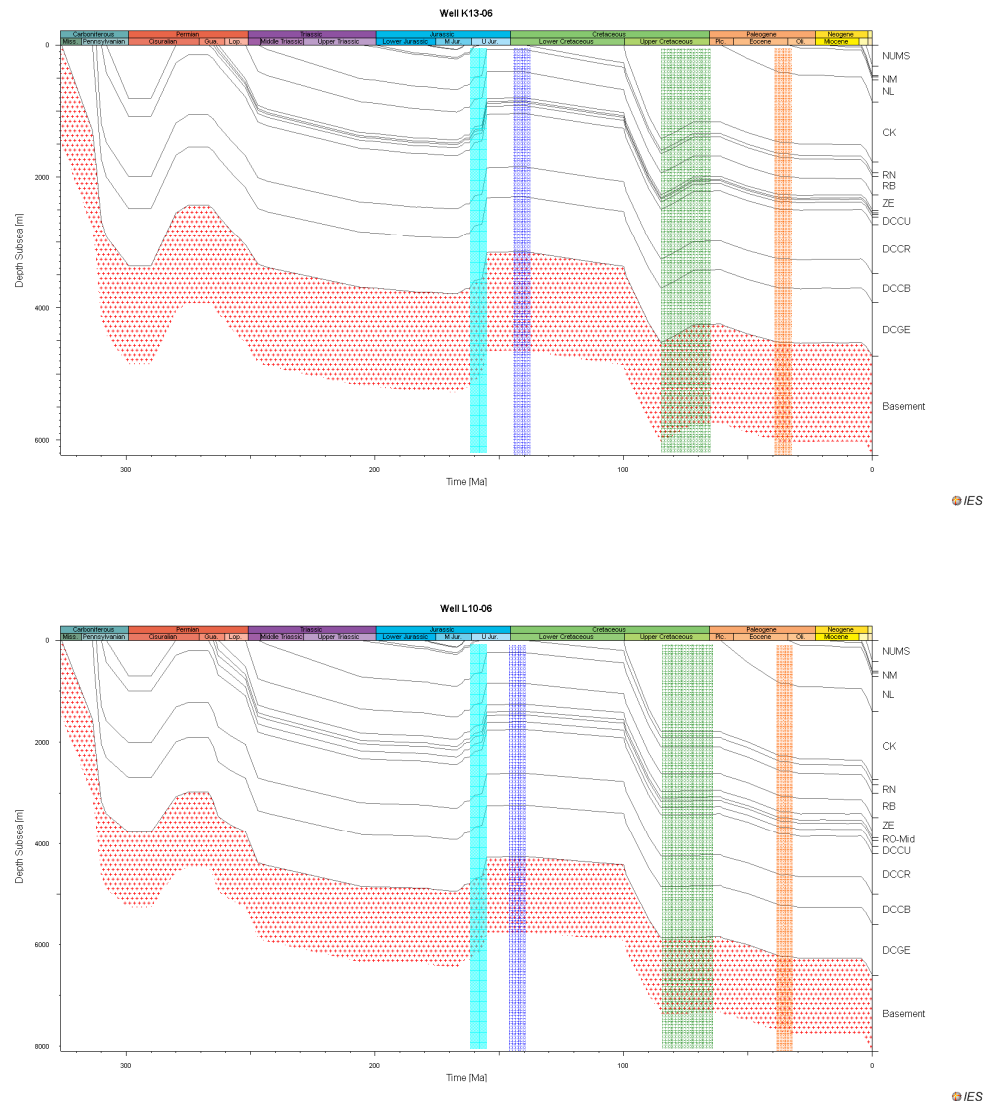 Well K13-06
Carboniferous Permian Triassic Jurassic Cretaceous Paleogene Neogene
Miss. Pennsylvanian Cisuralian Gua. Lop. Middle Triassic Upper Triassic Lower Jurassic M Jur. U Jur. Lower Cretaceous Upper Cretaceous Plc. Eocene Oli. Miocene
0
2000
4000
6000
Depth Subsea [m]
NUMS
NM
NL
CK
RN
RB
ZE
DCCU
DCCR
DCCB
DCGE
Basement
300 200 100 0
Time [Ma]
IES
Well L10-06
Carboniferous Permian Triassic Jurassic Cretaceous Paleogene Neogene
Miss. Pennsylvanian Cisuralian Gua. Lop. Middle Triassic Upper Triassic Lower Jurassic M Jur. U Jur. Lower Cretaceous Upper Cretaceous Plc. Eocene Oli. Miocene
0
2000
4000
6000
8000
Depth Subsea [m]
NUMS
NM
NL
CK
RN
RB
ZE
RO-Mid
DCCU
DCCR
DCCB
DCGE
Basement
300 200 100 0
Time [Ma]
IES